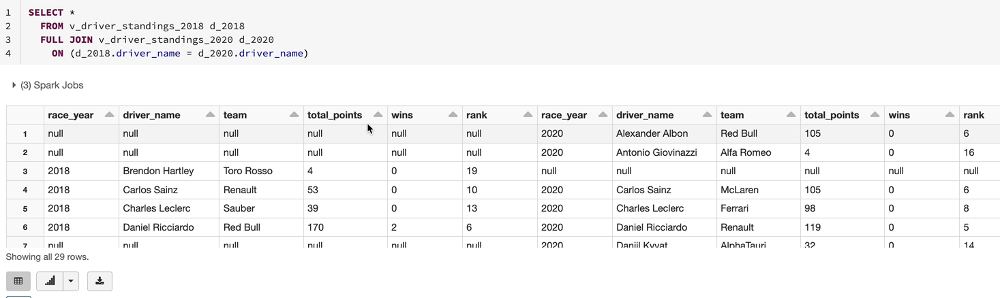 1 SELECT *
2 FROM v_driver_standings_2018 d_2018
3 FULL JOIN v_driver_standings_2020 d_2020
4 ON (d_2018.driver_name = d_2020.driver_name)
(3) Spark Jobs
race_year driver_name team total_points wins rank race_year driver_name team total_points wins rank
1 null null null null null null 2020 Alexander Albon Red Bull 105 0 6
2 null null null null null null 2020 Antonio Giovinazzi Alfa Romeo 4 0 16
3 2018 Brendon Hartley Toro Rosso 4 0 19 null null null null null null
4 2018 Carlos Sainz Renault 53 0 10 2020 Carlos Sainz McLaren 105 0 6
5 2018 Charles Leclerc Sauber 39 0 13 2020 Charles Leclerc Ferrari 98 0 8
6 2018 Daniel Ricciardo Red Bull 170 2 6 2020 Daniel Ricciardo Renault 119 0 5
7 null null null null null null 2020 Daniil Kvyat AlphaTauri 32 0 14
Showing all 29 rows.